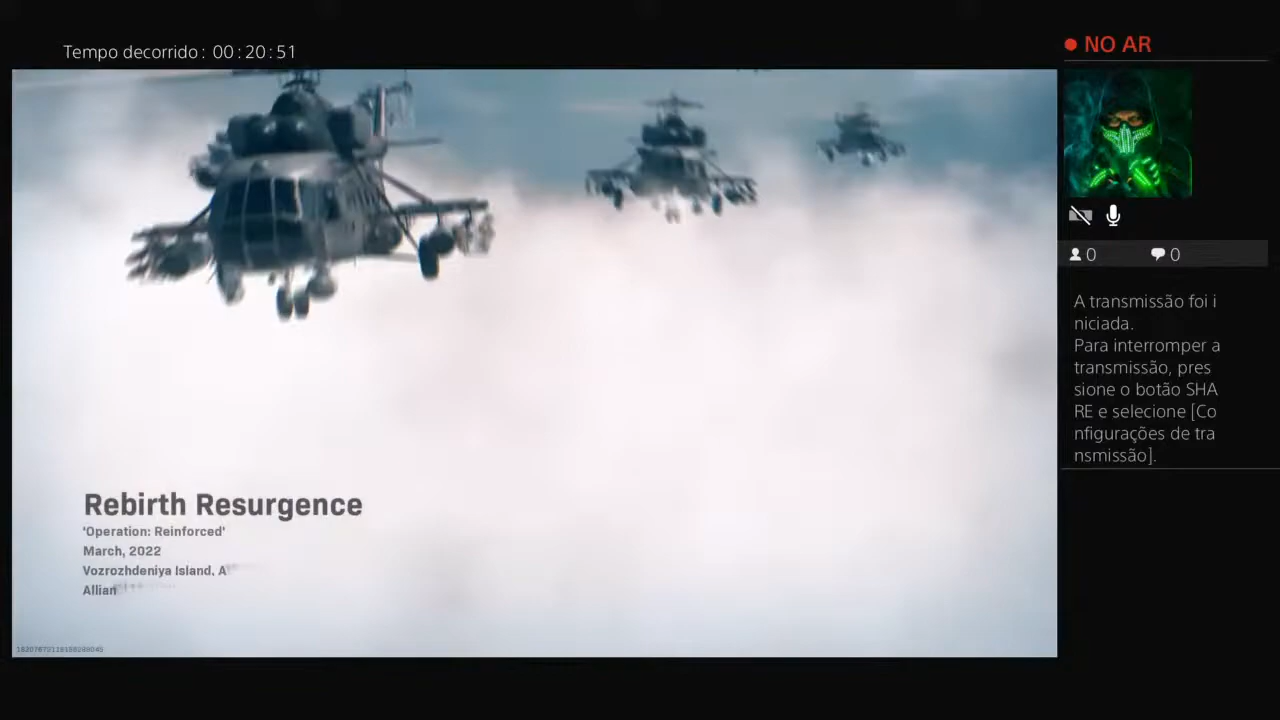 Tempo decorrido: 00:20:51
NO AR
0 0
A transmissão foi i
niciada.
Para interromper a
transmissão, pres
sione o botão SHA
RE e selecione [Co
nfigurações de tra
nsmissão].
Rebirth Resurgence
'Operation: Reinforced'
March, 2022
Vozrozhdeniya Island, A
Allian